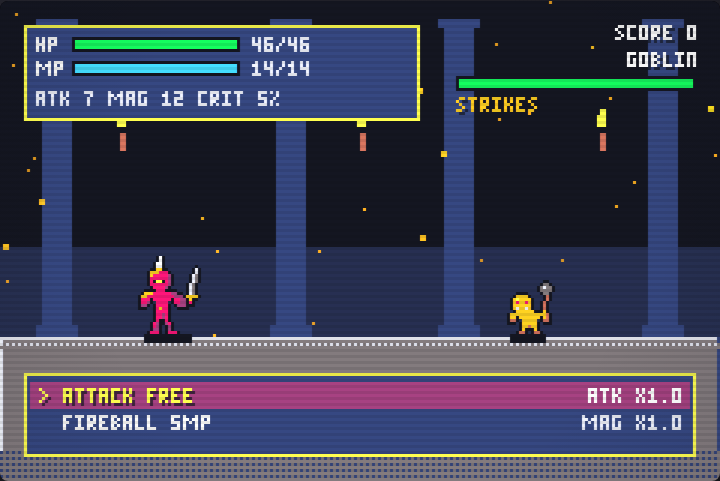 HP 46/46
MP 14/14
ATK 7 MAG 12 CRIT 5%
SCORE 0
GOBLIN
STRIKES
> ATTACK FREE ATK X1.0
FIREBALL 5MP MAG X1.0